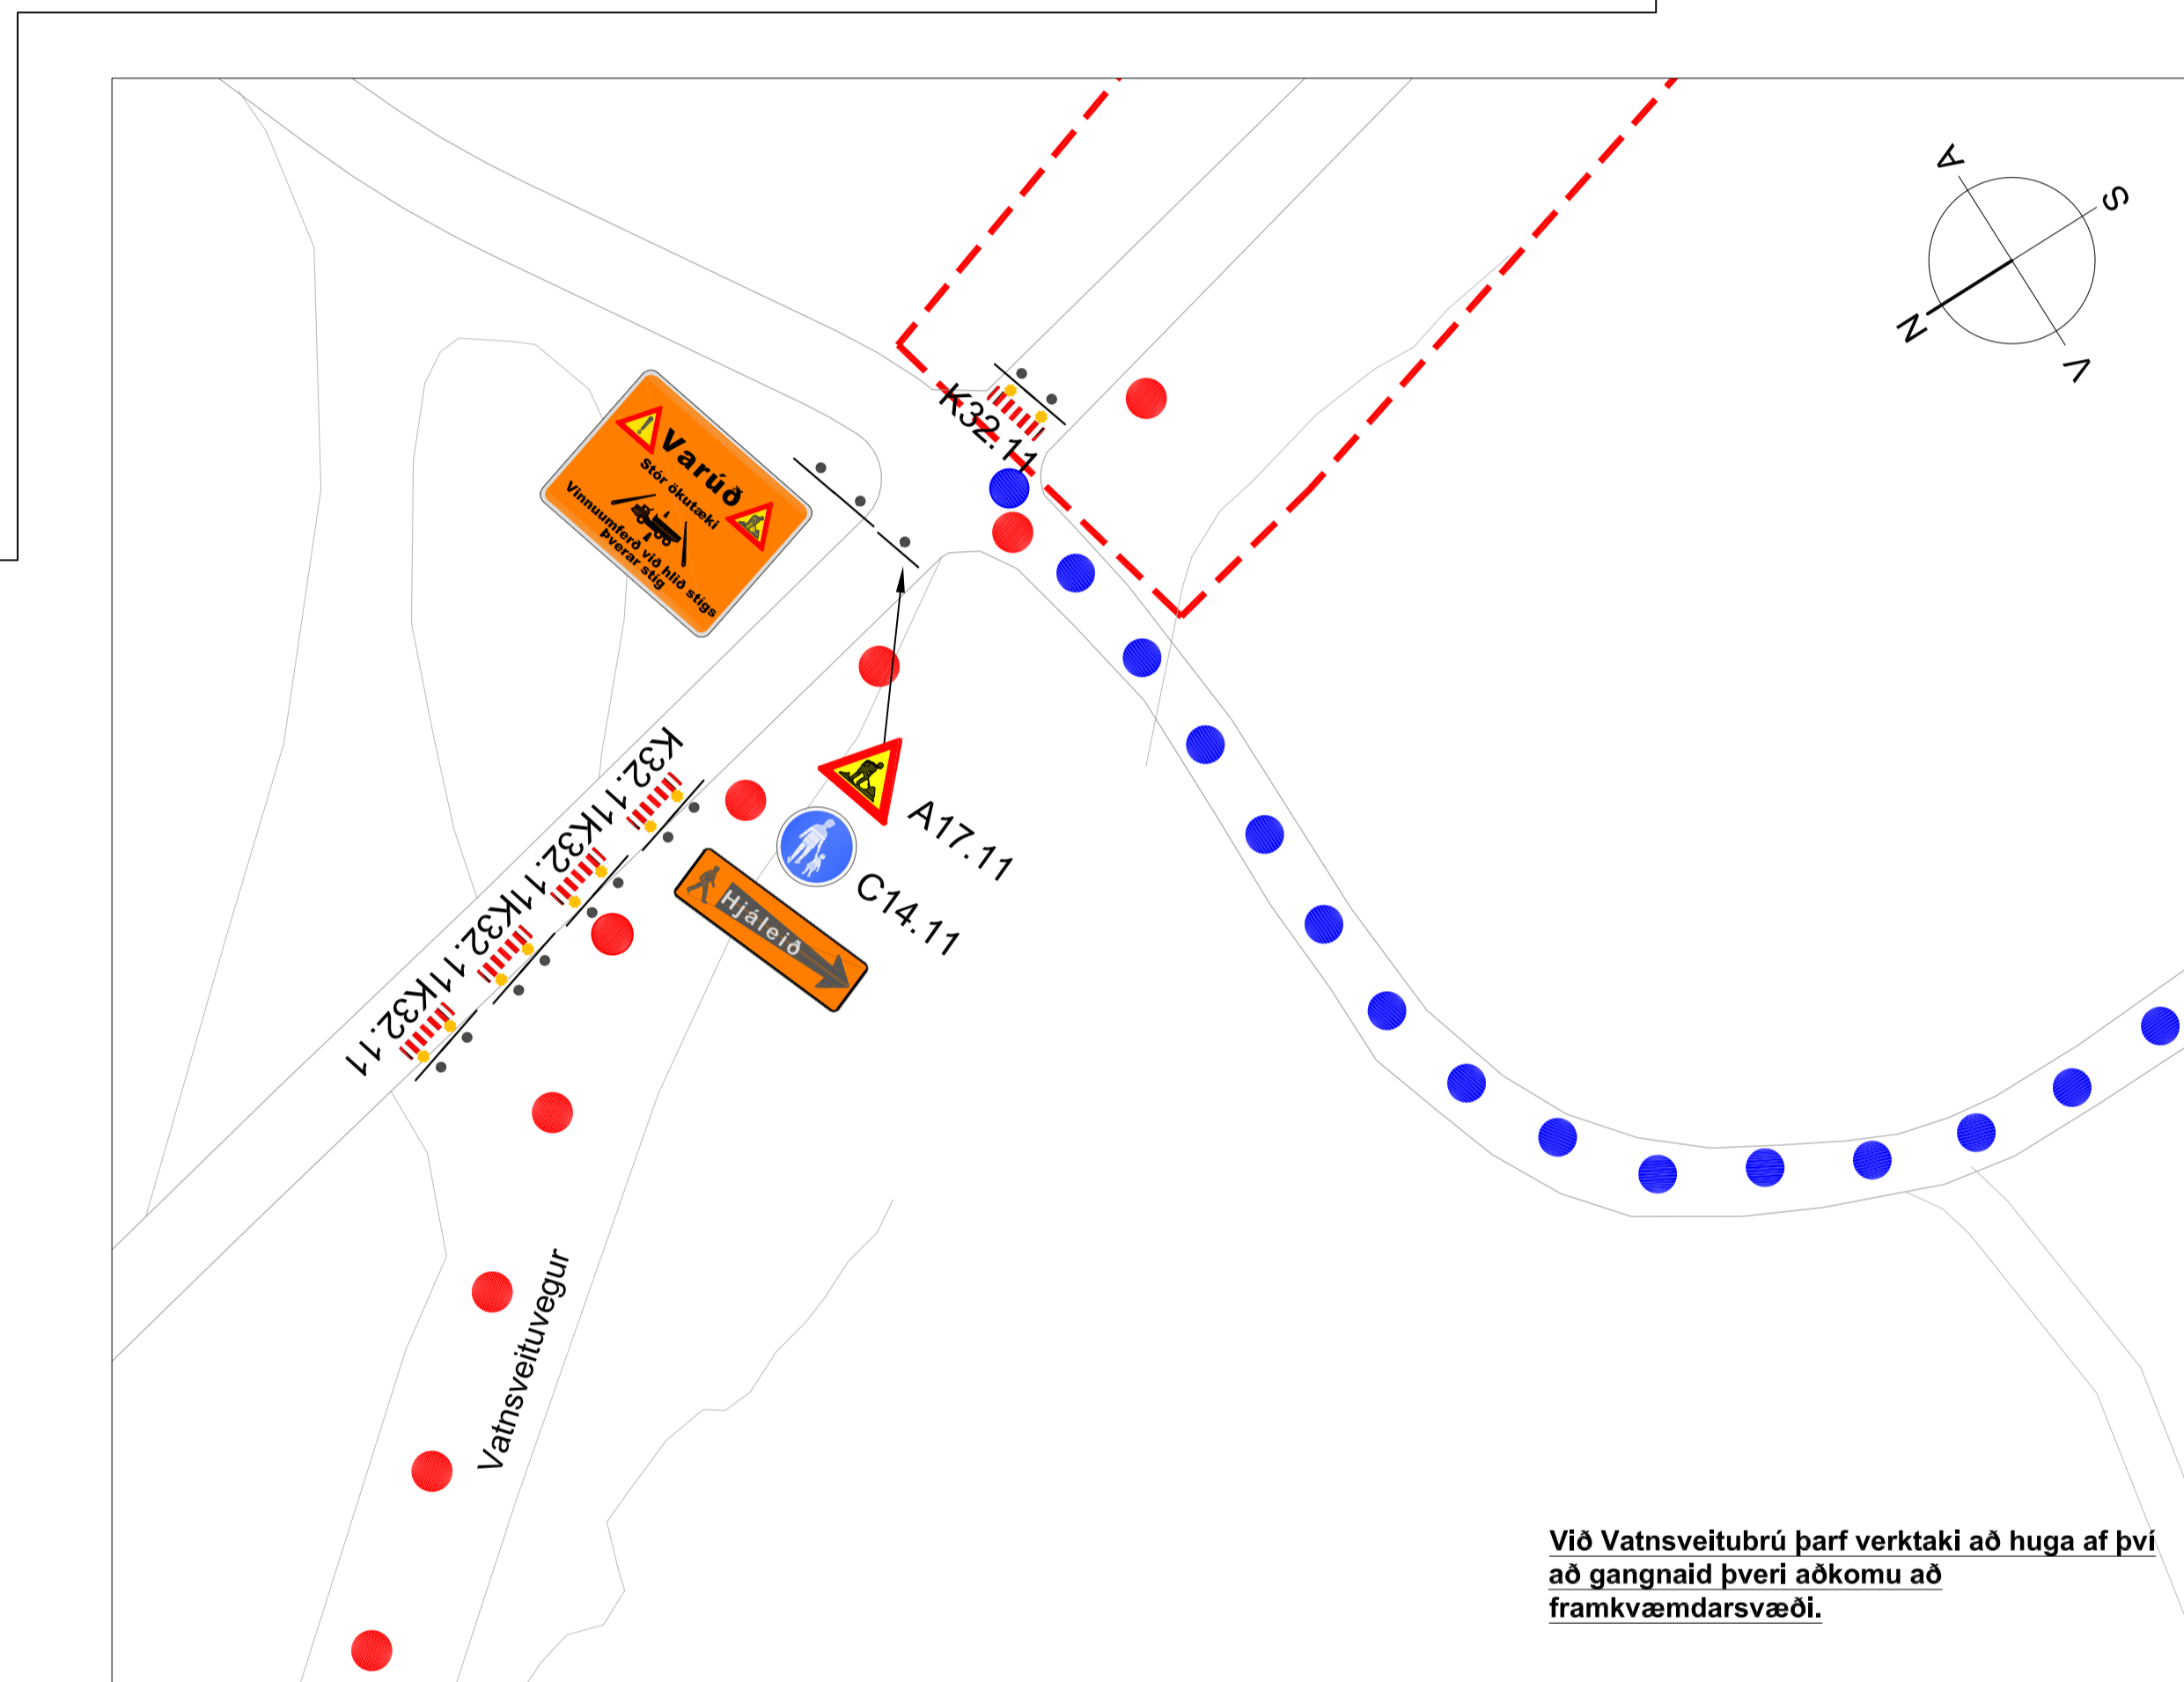 A
S
N
V
K32.11
Varúð
Stór ökutæki
Vinnuumferð við hlið stígs
Þverar stíg
K32.11
K32.11
K32.11
K32.11
A17.11
C14.11
Hjáleið
Vatnsveituvegur
Við Vatnsveitubrú þarf verktaki að huga af því
að gangnaid þveri aðkomu að
framkvæmdarsvæði.